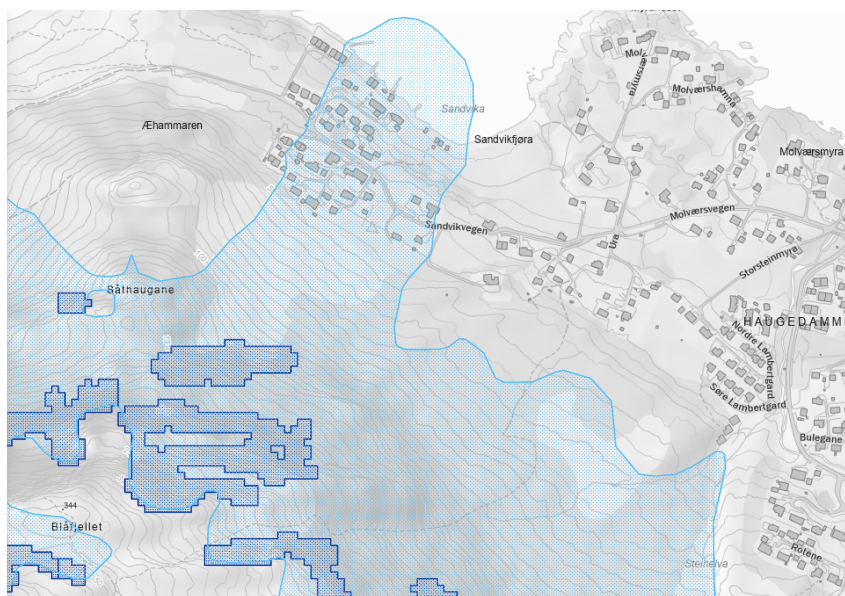 Molværsmyra
Molværshamna
Sandvika
Æhammaren
Sandvikfjøra
Molværsmyra
Molværsvegen
Sandvikvegen
Ura
Storsteinmyra
Såthaugane
HAUGEDAMM
Nordre Lambertgard
Søre Lambertgard
Bulegane
344
Blåfjellet
Rotene
Steinelva